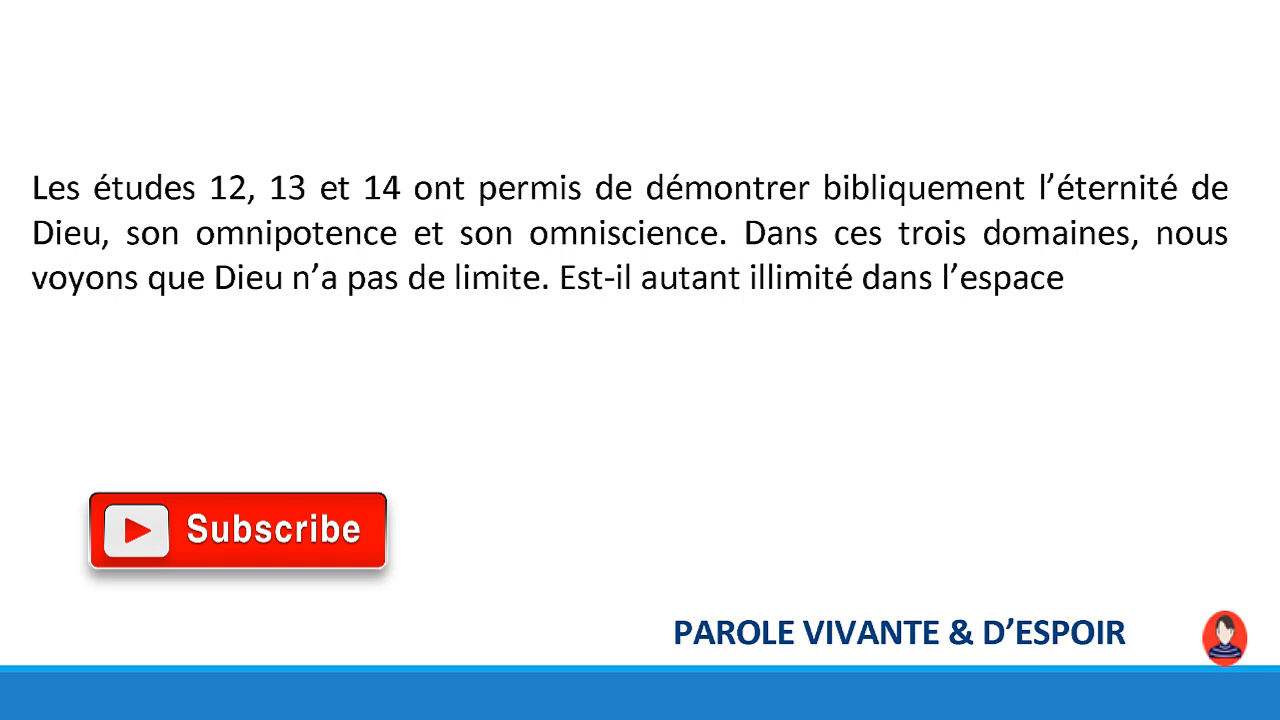 Les études 12, 13 et 14 ont permis de démontrer bibliquement l’éternité de
Dieu, son omnipotence et son omniscience. Dans ces trois domaines, nous
voyons que Dieu n’a pas de limite. Est-il autant illimité dans l’espace
Subscribe
PAROLE VIVANTE & D’ESPOIR